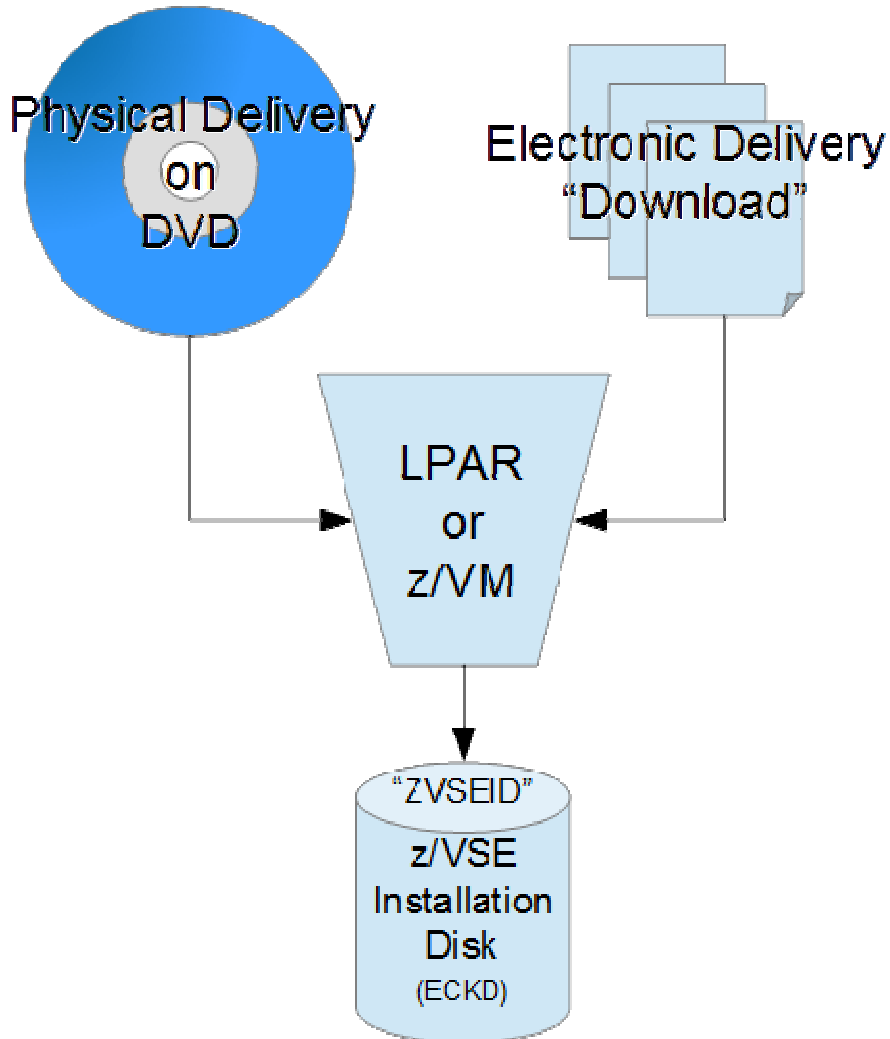 Physical Delivery
on
DVD
Electronic Delivery
“Download”
LPAR
or
z/VM
“ZVSEID”
z/VSE
Installation
Disk
(ECKD)